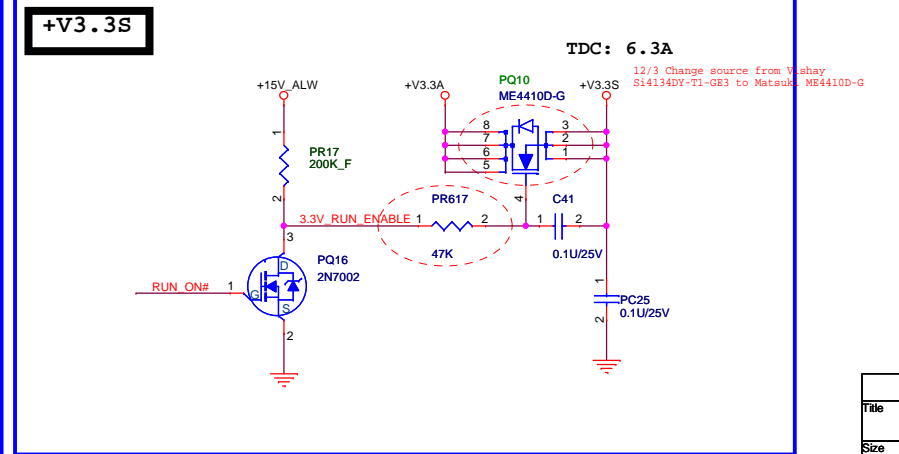 +V3.3S
TDC: 6.3A
12/3 Change source from Vishay
Si4134DY-T1-GE3 to Matsuki ME4410D-G
+15V_ALW
+V3.3A
PQ10
ME4410D-G
+V3.3S
1
PR17
200K_F
2
8
7
6
5
3
2
1
4
3.3V_RUN_ENABLE
1
PR617
2
47K
1
C41
2
0.1U/25V
3
D
PQ16
2N7002
RUN_ON#
1
G
S
2
1
PC25
0.1U/25V
2
Title
Size